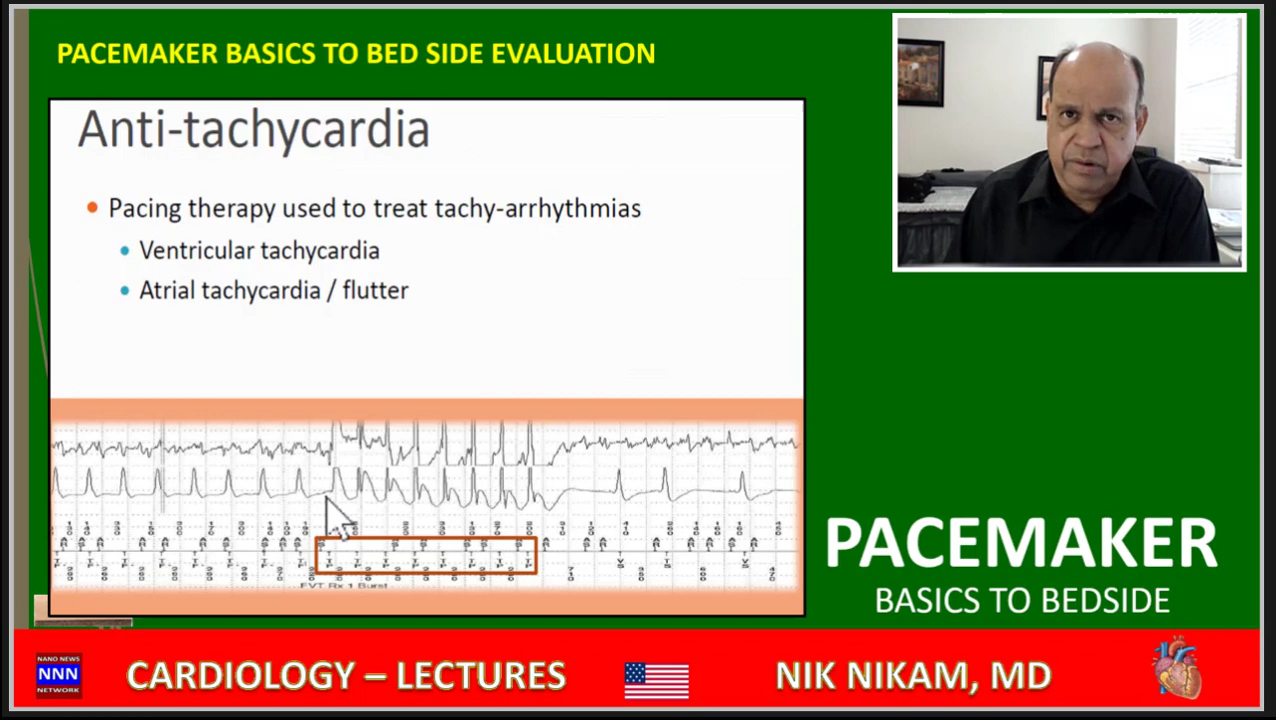 PACEMAKER BASICS TO BED SIDE EVALUATION
Anti-tachycardia
Pacing therapy used to treat tachy-arrhythmias
Ventricular tachycardia
Atrial tachycardia / flutter
Rx 1 Burst
PACEMAKER
BASICS TO BEDSIDE
NANO NEWS
NNN
NETWORK
CARDIOLOGY – LECTURES
NIK NIKAM, MD